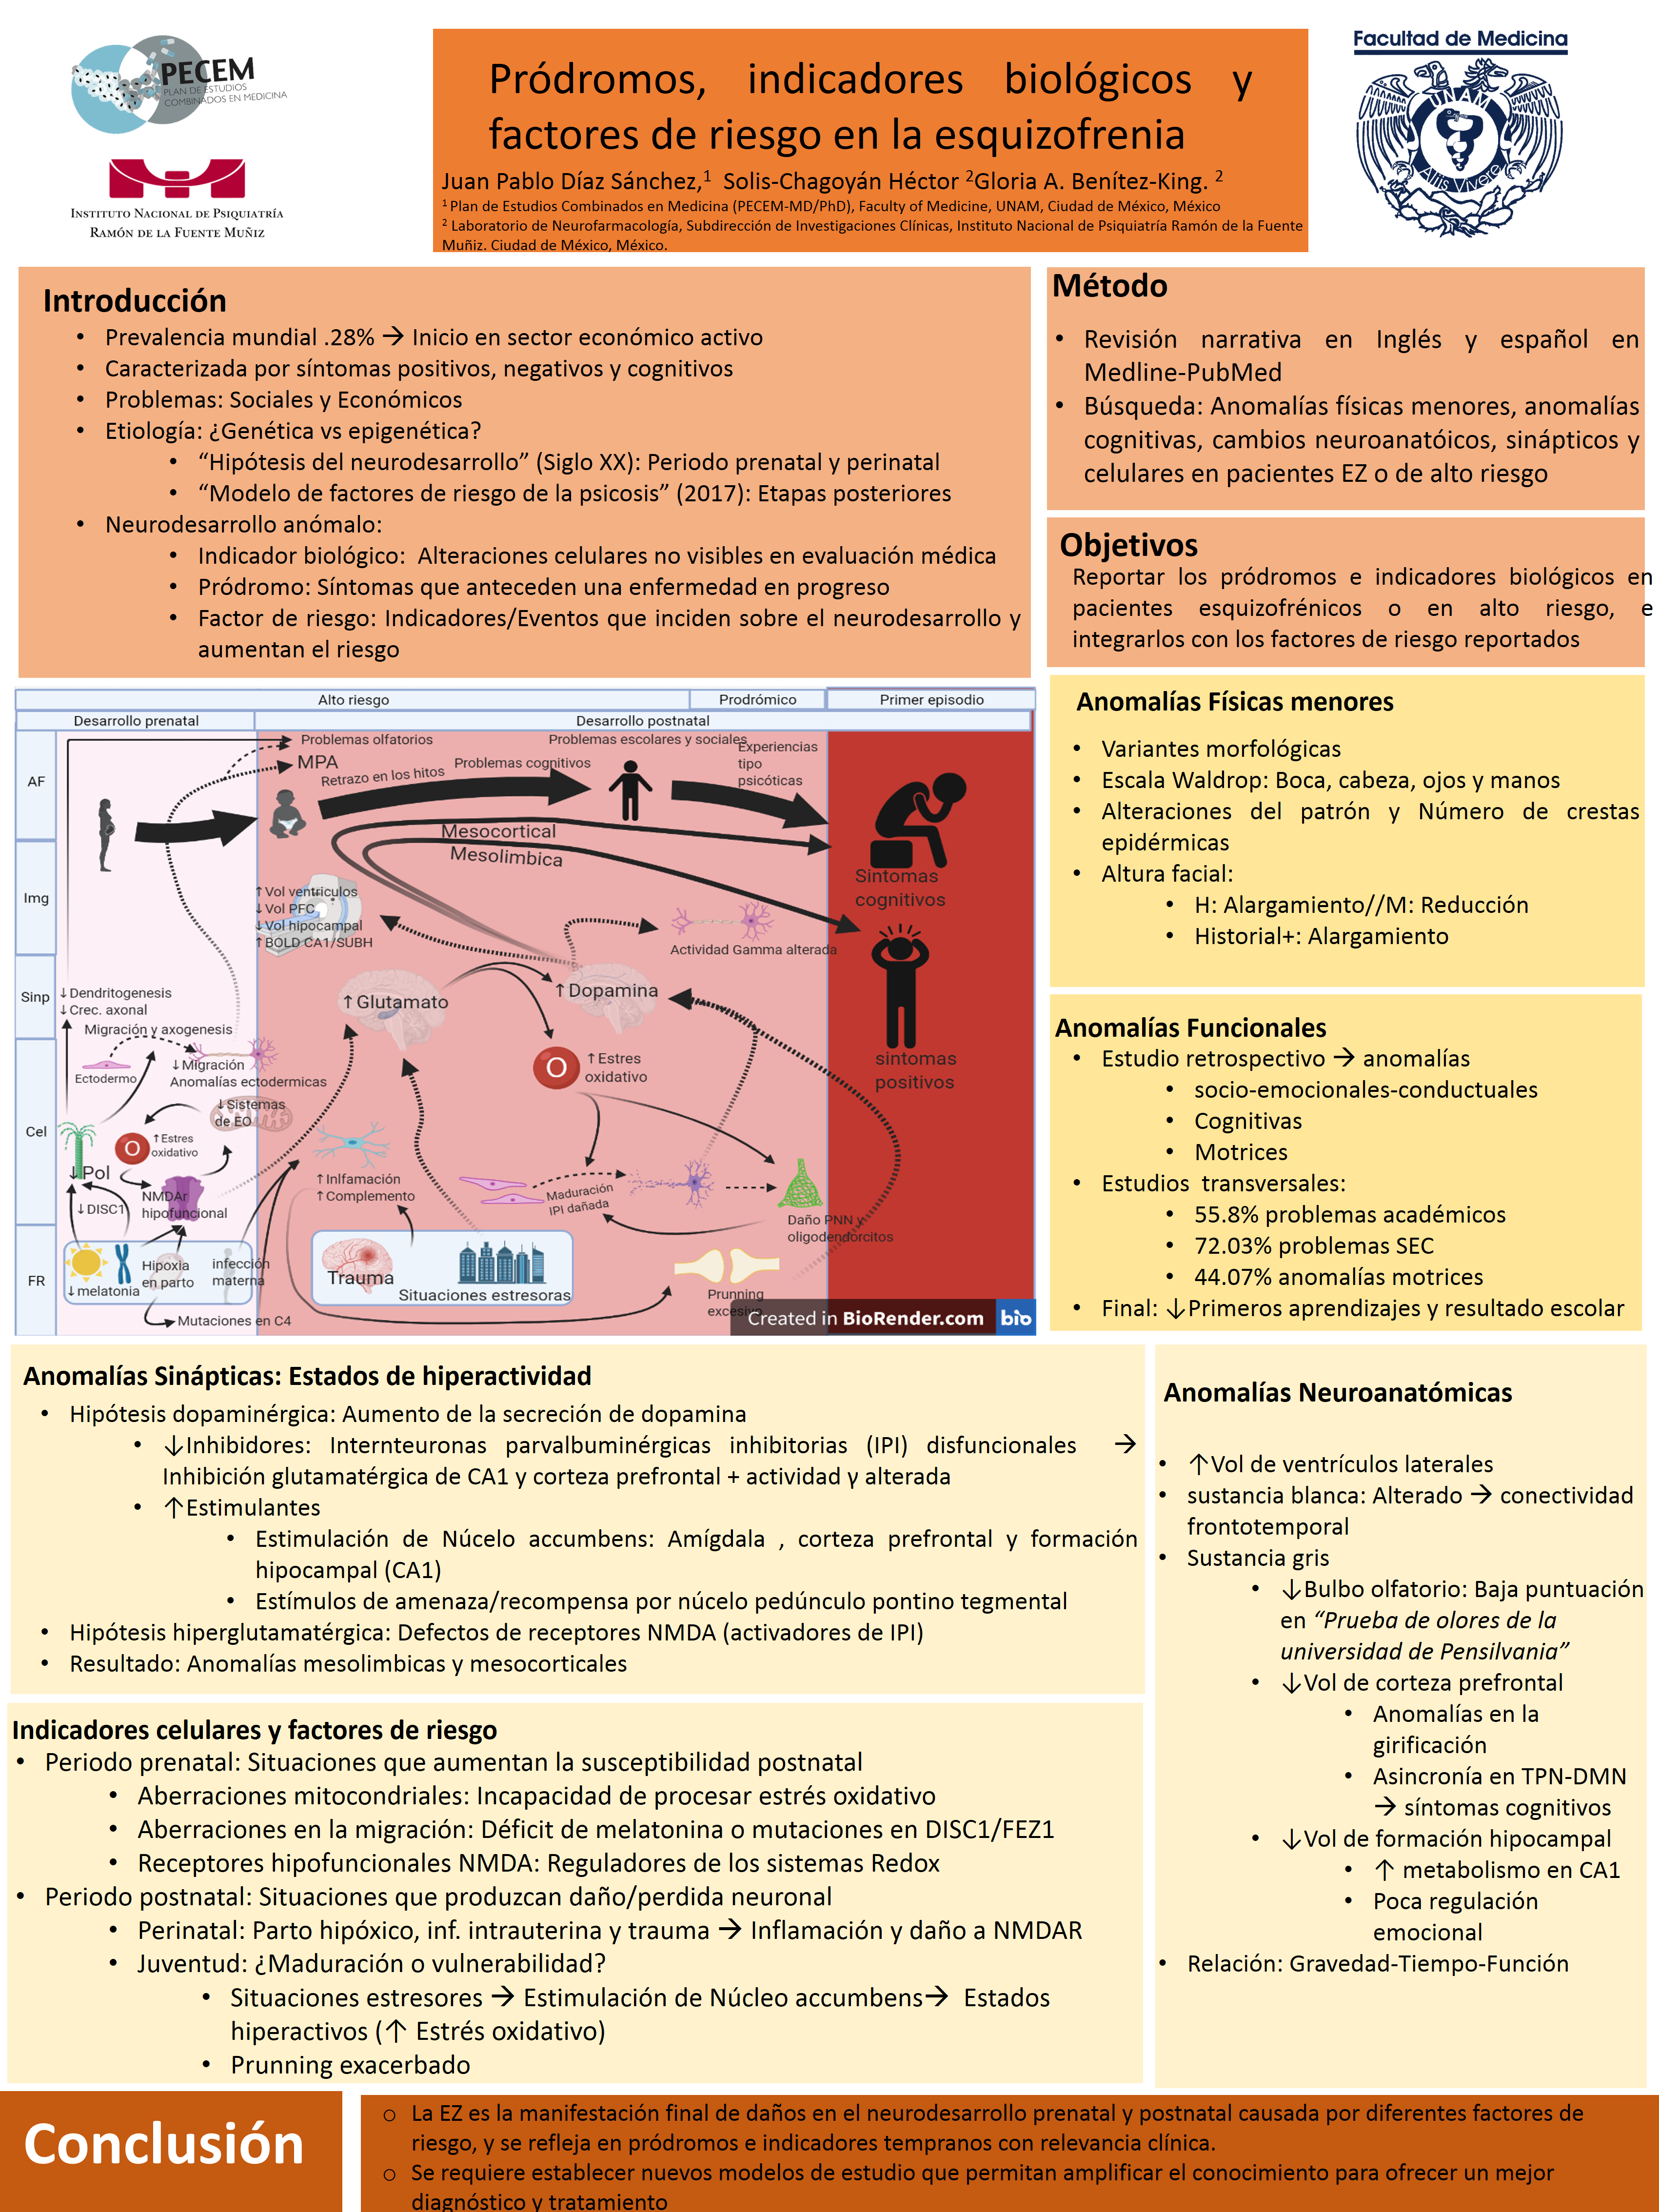 PECEM
PLAN DE ESTUDIOS
COMBINADOS EN MEDICINA
INSTITUTO NACIONAL DE PSIQUIATRÍA
RAMÓN DE LA FUENTE MUÑIZ
Pródromos, indicadores biológicos y
factores de riesgo en la esquizofrenia
Juan Pablo Díaz Sánchez,1 Solis-Chagoyán Héctor 2Gloria A. Benítez-King. 2
1 Plan de Estudios Combinados en Medicina (PECEM-MD/PhD), Faculty of Medicine, UNAM, Ciudad de México, México
2 Laboratorio de Neurofarmacología, Subdirección de Investigaciones Clínicas, Instituto Nacional de Psiquiatría Ramón de la Fuente
Muñiz. Ciudad de México, México.
Facultad de Medicina
UNAM
Aliis Vivere
Introducción
• Prevalencia mundial .28% → Inicio en sector económico activo
• Caracterizada por síntomas positivos, negativos y cognitivos
• Problemas: Sociales y Económicos
• Etiología: ¿Genética vs epigenética?
• “Hipótesis del neurodesarrollo” (Siglo XX): Periodo prenatal y perinatal
• “Modelo de factores de riesgo de la psicosis” (2017): Etapas posteriores
• Neurodesarrollo anómalo:
• Indicador biológico: Alteraciones celulares no visibles en evaluación médica
• Pródromo: Síntomas que anteceden una enfermedad en progreso
• Factor de riesgo: Indicadores/Eventos que inciden sobre el neurodesarrollo y
aumentan el riesgo
Método
• Revisión narrativa en Inglés y español en
Medline-PubMed
• Búsqueda: Anomalías físicas menores, anomalías
cognitivas, cambios neuroanatóicos, sinápticos y
celulares en pacientes EZ o de alto riesgo
Objetivos
Reportar los pródromos e indicadores biológicos en
pacientes esquizofrénicos o en alto riesgo, e
integrarlos con los factores de riesgo reportados
Alto riesgo
Prodrómico
Primer episodio
Desarrollo prenatal
Desarrollo postnatal
AF
Img
Sinp
Cel
FR
Problemas olfatorios
MPA
Retrazo en los hitos
Problemas cognitivos
Problemas escolares y sociales
Experiencias
tipo
psicóticas
Mesocortical
Mesolimbica
Sintomas
cognitivos
sintomas
positivos
↑Vol ventriculos
↓Vol PFC
↓Vol hipocampal
↑BOLD CA1/SUBH
Actividad Gamma alterada
↑Glutamato
↑Dopamina
↑Estres
oxidativo
↓Dendritogenesis
↓Crec. axonal
Migración y axogenesis
Ectodermo
↓Migración
Anomalías ectodermicas
↓Sistemas
de EO
O
↑Estres
oxidativo
O
↓Pol
↓DISC1
NMDAr
hipofuncional
↓melatonia
Hipoxia
en parto
infección
materna
Mutaciones en C4
↑Inlfamación
↑Complemento
Trauma
Situaciones estresoras
Maduración
IPI dañada
Daño PNN y
oligodendorcitos
Prunning
excesivo
Created in BioRender.com bio
Anomalías Físicas menores
• Variantes morfológicas
• Escala Waldrop: Boca, cabeza, ojos y manos
• Alteraciones del patrón y Número de crestas
epidérmicas
• Altura facial:
• H: Alargamiento//M: Reducción
• Historial+: Alargamiento
Anomalías Funcionales
• Estudio retrospectivo → anomalías
• socio-emocionales-conductuales
• Cognitivas
• Motrices
• Estudios transversales:
• 55.8% problemas académicos
• 72.03% problemas SEC
• 44.07% anomalías motrices
• Final: ↓Primeros aprendizajes y resultado escolar
Anomalías Sinápticas: Estados de hiperactividad
• Hipótesis dopaminérgica: Aumento de la secreción de dopamina
• ↓Inhibidores: Internteuronas parvalbuminérgicas inhibitorias (IPI) disfuncionales →
Inhibición glutamatérgica de CA1 y corteza prefrontal + actividad γ alterada
• ↑Estimulantes
• Estimulación de Núcelo accumbens: Amígdala , corteza prefrontal y formación
hipocampal (CA1)
• Estímulos de amenaza/recompensa por núcelo pedúnculo pontino tegmental
• Hipótesis hiperglutamatérgica: Defectos de receptores NMDA (activadores de IPI)
• Resultado: Anomalías mesolimbicas y mesocorticales
Anomalías Neuroanatómicas
• ↑Vol de ventrículos laterales
• sustancia blanca: Alterado → conectividad
frontotemporal
• Sustancia gris
• ↓Bulbo olfatorio: Baja puntuación
en “Prueba de olores de la
universidad de Pensilvania”
• ↓Vol de corteza prefrontal
• Anomalías en la
girificación
• Asincronía en TPN-DMN
→ síntomas cognitivos
• ↓Vol de formación hipocampal
• ↑ metabolismo en CA1
• Poca regulación
emocional
• Relación: Gravedad-Tiempo-Función
Indicadores celulares y factores de riesgo
• Periodo prenatal: Situaciones que aumentan la susceptibilidad postnatal
• Aberraciones mitocondriales: Incapacidad de procesar estrés oxidativo
• Aberraciones en la migración: Déficit de melatonina o mutaciones en DISC1/FEZ1
• Receptores hipofuncionales NMDA: Reguladores de los sistemas Redox
• Periodo postnatal: Situaciones que produzcan daño/perdida neuronal
• Perinatal: Parto hipóxico, inf. intrauterina y trauma → Inflamación y daño a NMDAR
• Juventud: ¿Maduración o vulnerabilidad?
• Situaciones estresores → Estimulación de Núcleo accumbens→ Estados
hiperactivos (↑ Estrés oxidativo)
• Prunning exacerbado
Conclusión
o La EZ es la manifestación final de daños en el neurodesarrollo prenatal y postnatal causada por diferentes factores de
riesgo, y se refleja en pródromos e indicadores tempranos con relevancia clínica.
o Se requiere establecer nuevos modelos de estudio que permitan amplificar el conocimiento para ofrecer un mejor
diagnóstico y tratamiento